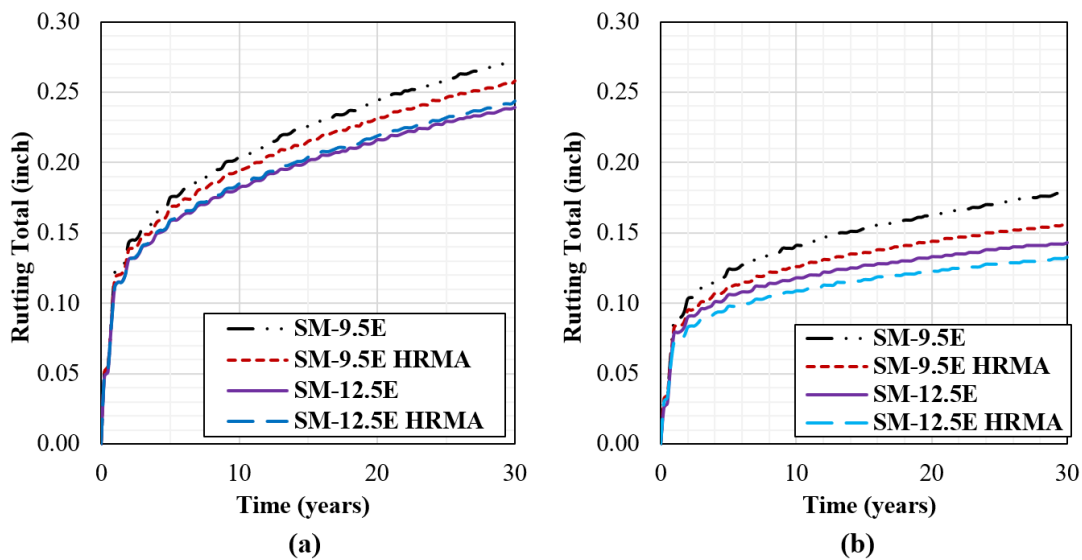 0.30
0.25
0.20
0.15
0.10
0.05
0.00
Rutting Total (inch)
SM-9.5E
SM-9.5E HRMA
SM-12.5E
SM-12.5E HRMA
0 10 20 30
Time (years)
(a)
0.30
0.25
0.20
0.15
0.10
0.05
0.00
Rutting Total (inch)
SM-9.5E
SM-9.5E HRMA
SM-12.5E
SM-12.5E HRMA
0 10 20 30
Time (years)
(b)